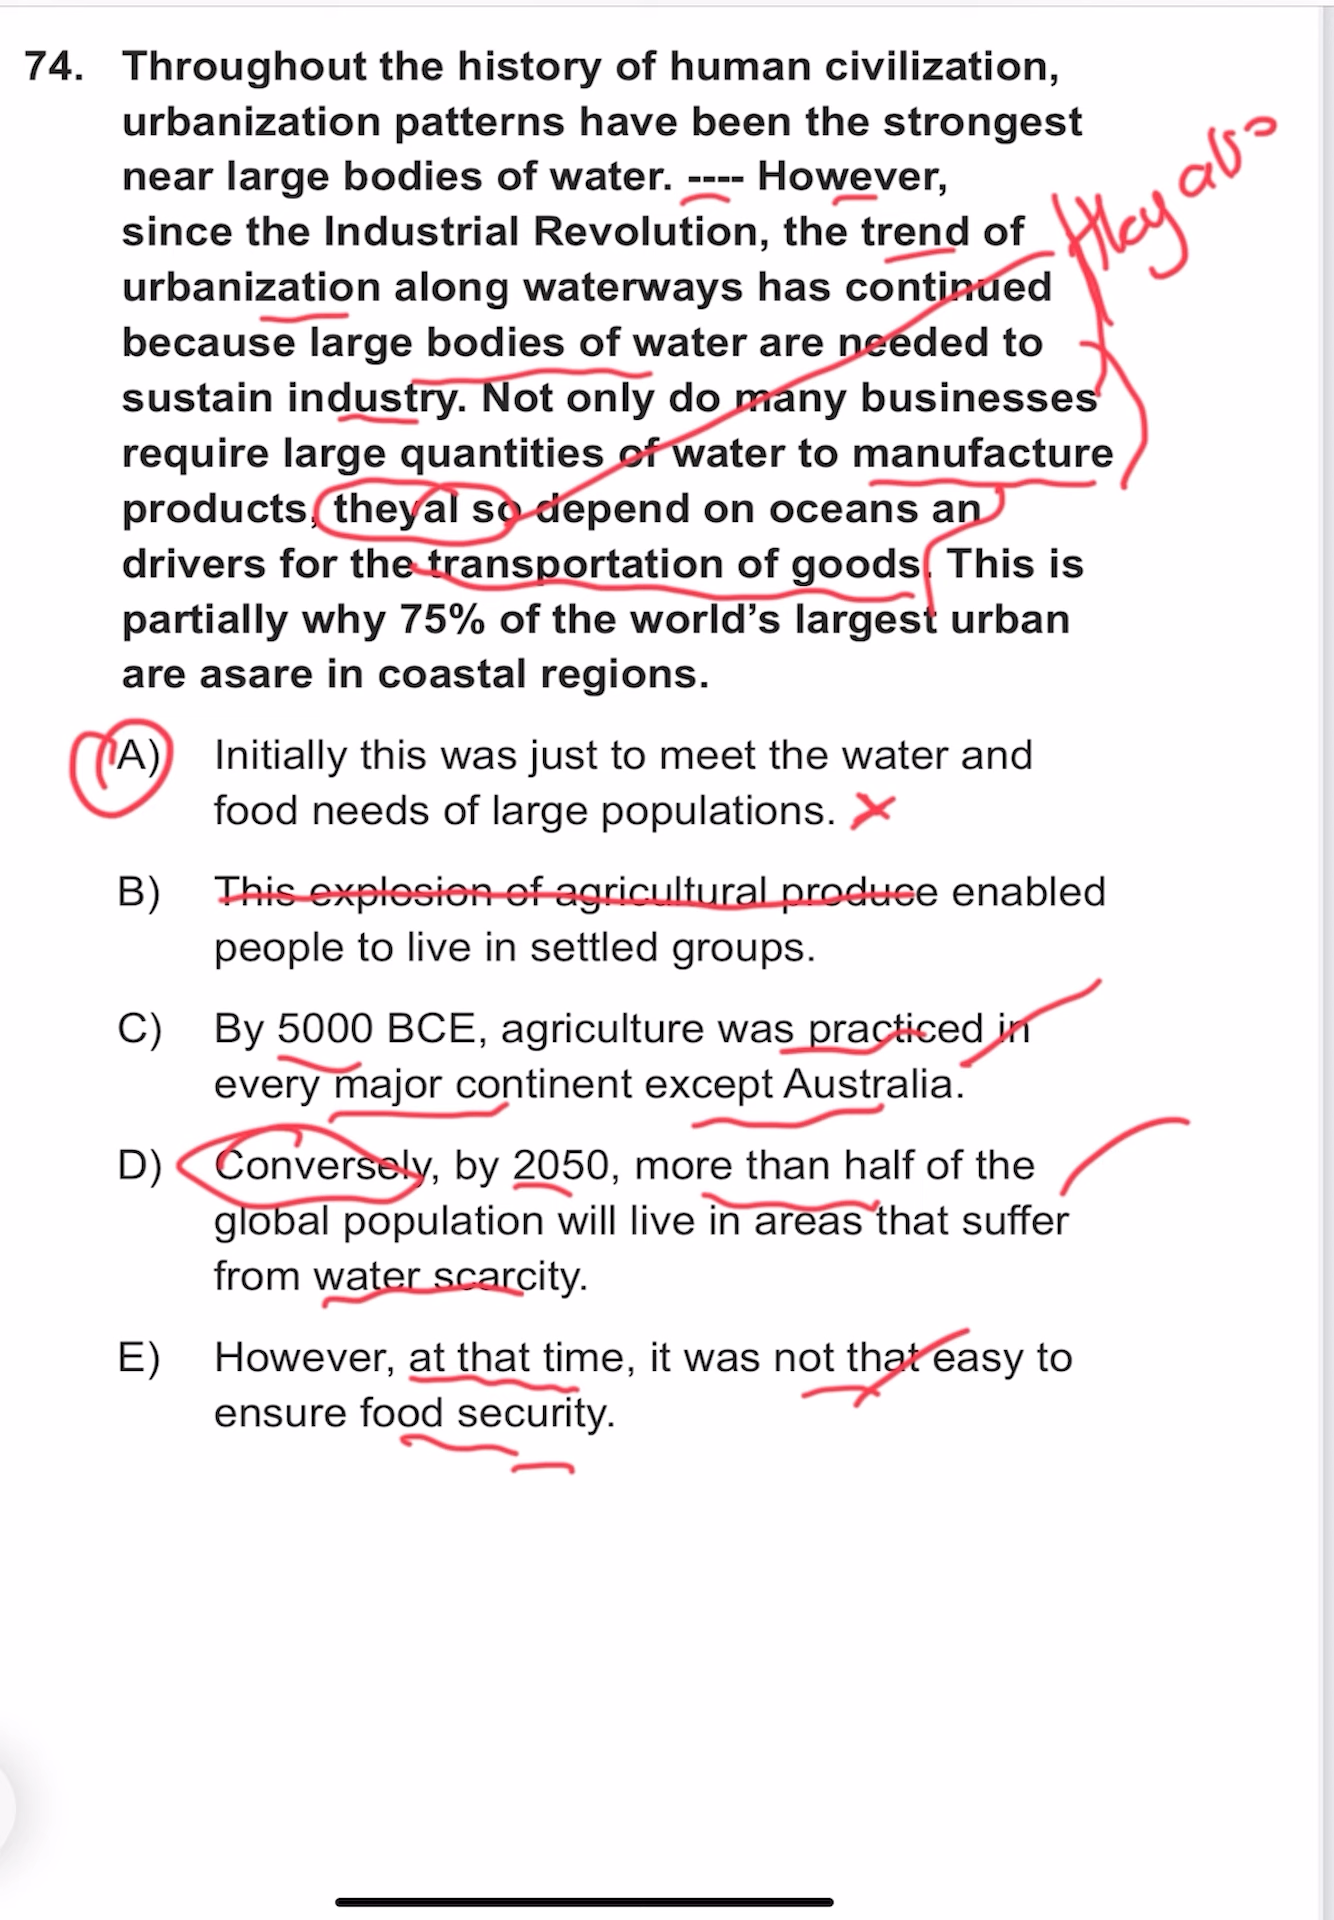 74. Throughout the history of human civilization,
urbanization patterns have been the strongest
near large bodies of water. ---- However,
since the Industrial Revolution, the trend of
urbanization along waterways has continued
because large bodies of water are needed to
sustain industry. Not only do many businesses
require large quantities of water to manufacture
products, theyal so depend on oceans an
drivers for the transportation of goods. This is
partially why 75% of the world’s largest urban
are asare in coastal regions.
they also
A) Initially this was just to meet the water and
food needs of large populations.
B) This explosion of agricultural produce enabled
people to live in settled groups.
C) By 5000 BCE, agriculture was practiced in
every major continent except Australia.
D) Conversely, by 2050, more than half of the
global population will live in areas that suffer
from water scarcity.
E) However, at that time, it was not that easy to
ensure food security.